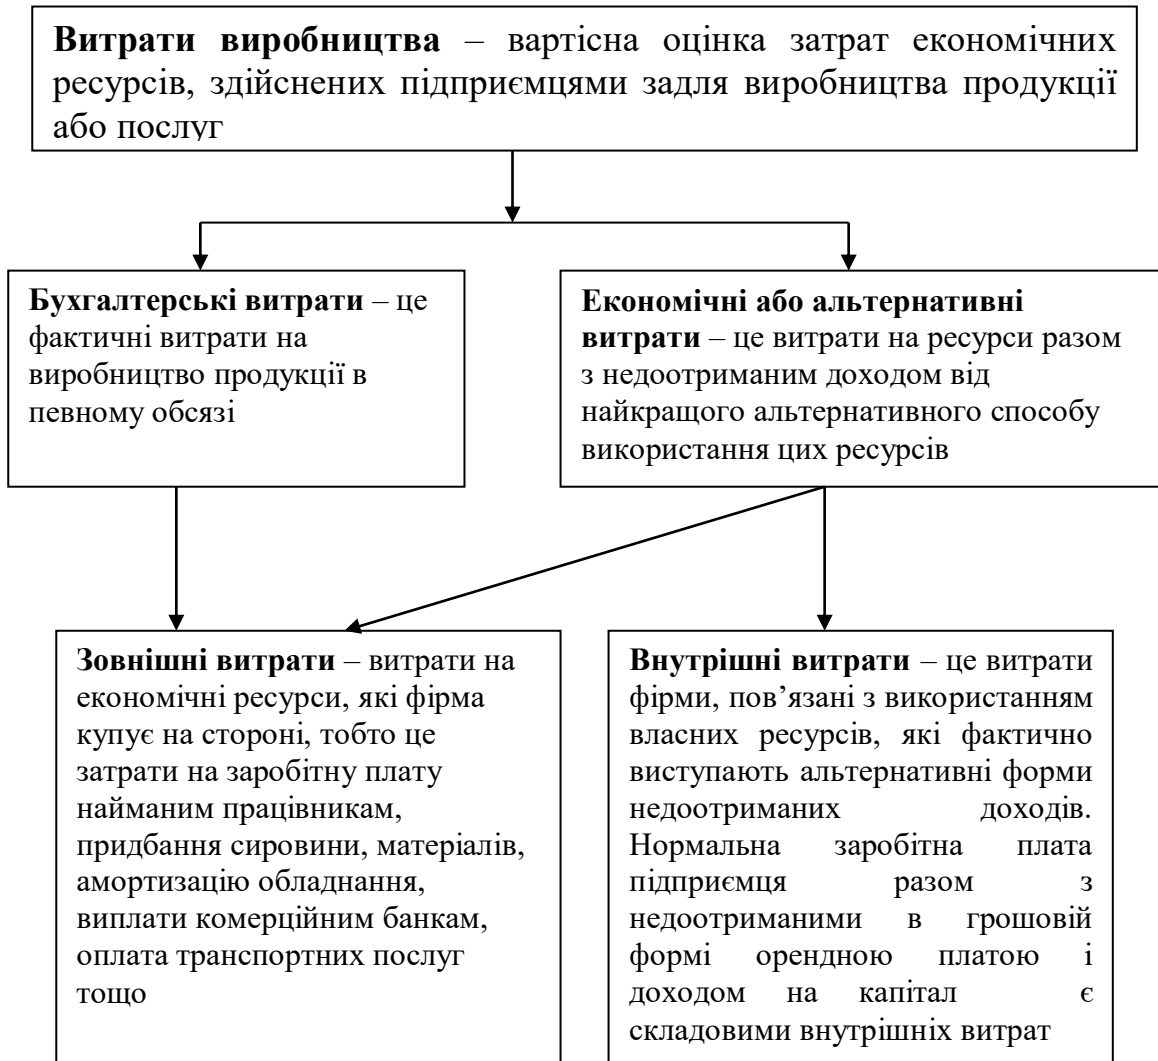 Витрати виробництва – вартісна оцінка затрат економічних
ресурсів, здійснених підприємцями задля виробництва продукції
або послуг
Бухгалтерські витрати – це
фактичні витрати на
виробництво продукції в
певному обсязі
Економічні або альтернативні
витрати – це витрати на ресурси разом
з недоотриманим доходом від
найкращого альтернативного способу
використання цих ресурсів
Зовнішні витрати – витрати на
економічні ресурси, які фірма
купує на стороні, тобто це
затрати на заробітну плату
найманим працівникам,
придбання сировини, матеріалів,
амортизацію обладнання,
виплати комерційним банкам,
оплата транспортних послуг
тощо
Внутрішні витрати – це витрати
фірми, пов’язані з використанням
власних ресурсів, які фактично
виступають альтернативні форми
недоотриманих доходів.
Нормальна заробітна плата
підприємця разом з
недоотриманими в грошовій
формі орендною платою і
доходом на капітал є
складовими внутрішніх витрат